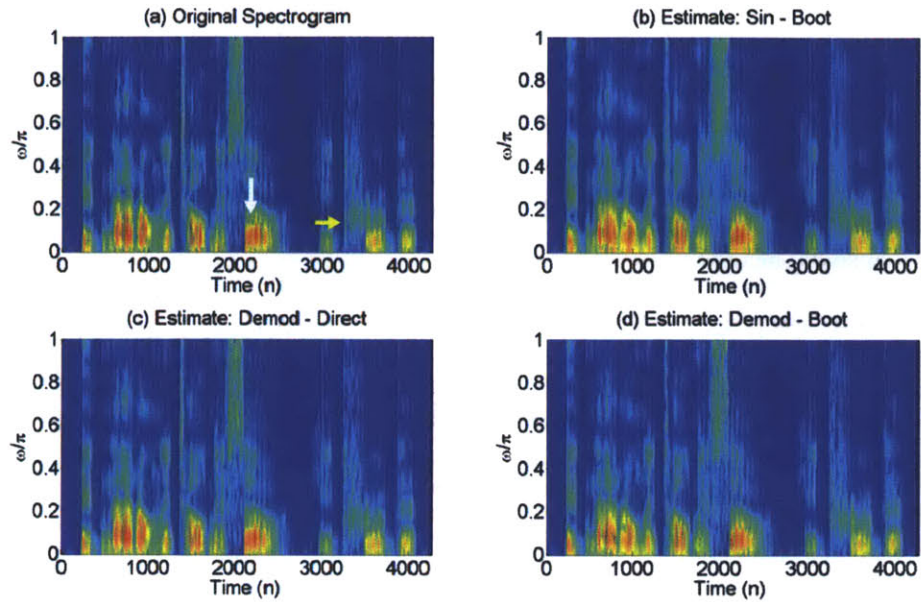 (a) Original Spectrogram
1
0.8
0.6
0.4
0.2
0
ω/π
0 1000 2000 3000 4000
Time (n)
(b) Estimate: Sin - Boot
1
0.8
0.6
0.4
0.2
0
ω/π
0 1000 2000 3000 4000
Time (n)
(c) Estimate: Demod - Direct
1
0.8
0.6
0.4
0.2
0
ω/π
0 1000 2000 3000 4000
Time (n)
(d) Estimate: Demod - Boot
1
0.8
0.6
0.4
0.2
0
ω/π
0 1000 2000 3000 4000
Time (n)